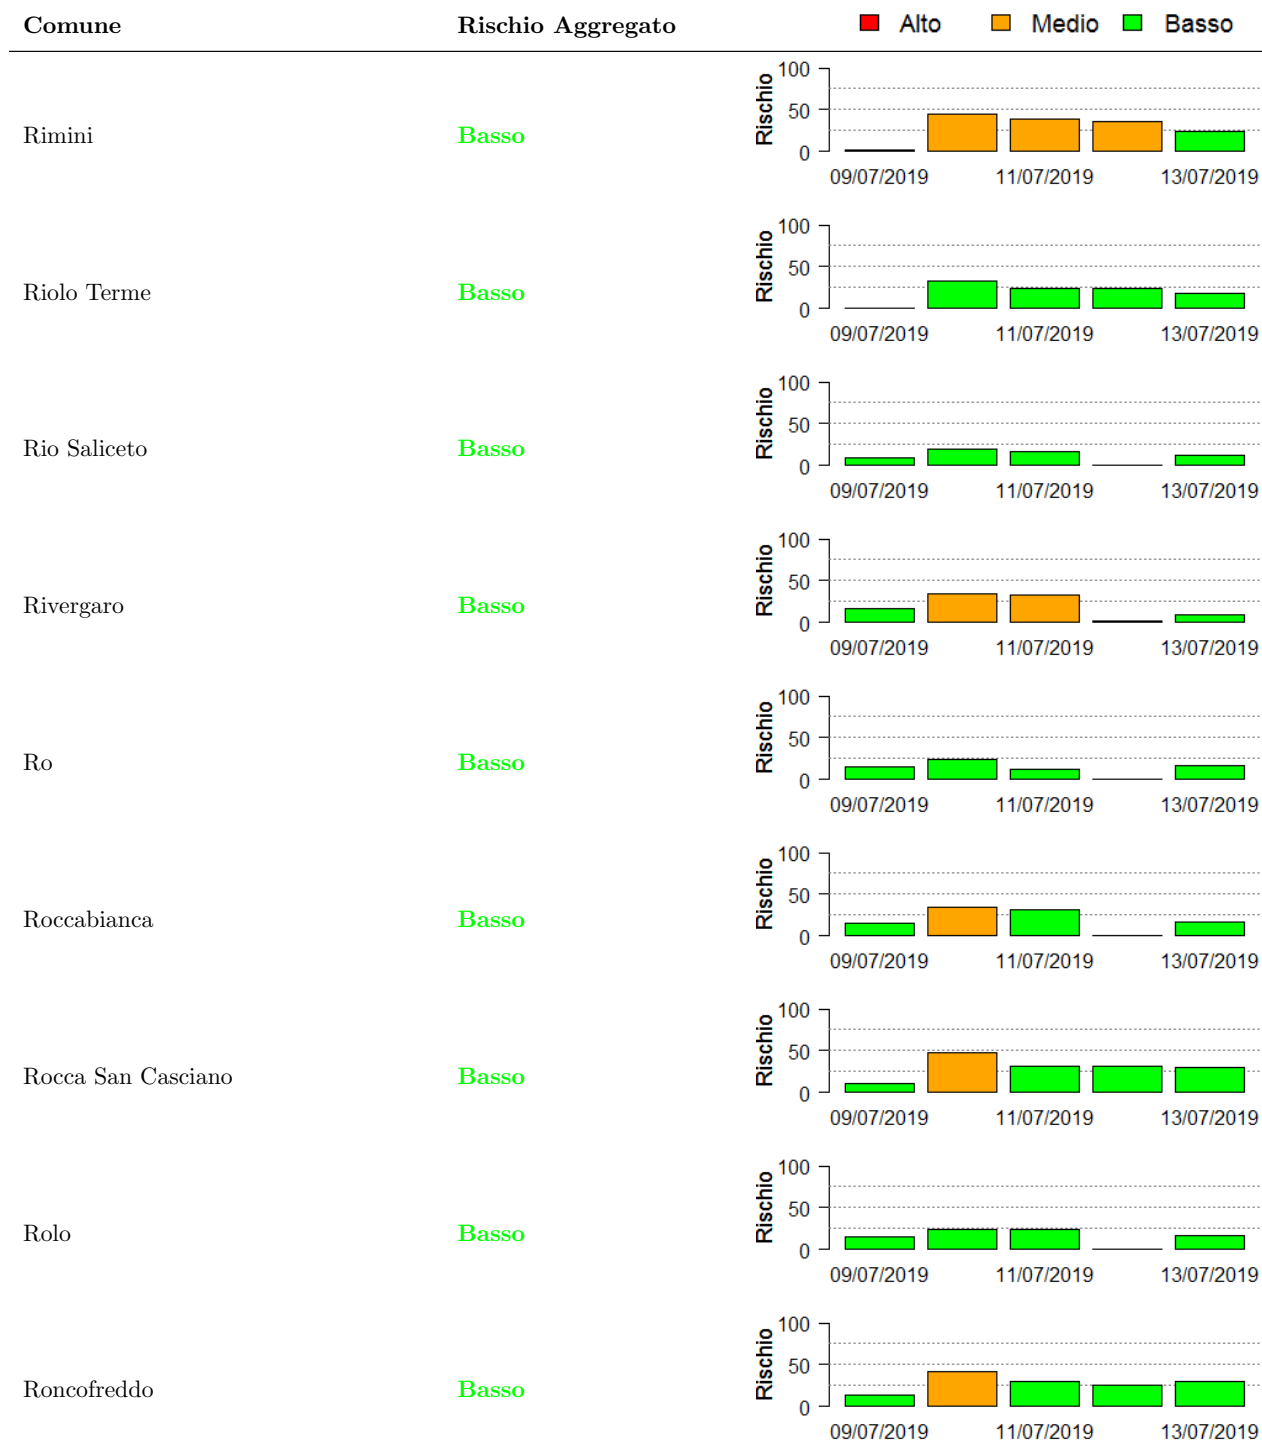 Comune Rischio Aggregato Alto Medio Basso
100
50
0
Rischio
Rimini Basso
09/07/2019 11/07/2019 13/07/2019
100
50
0
Rischio
Riolo Terme Basso
09/07/2019 11/07/2019 13/07/2019
100
50
0
Rischio
Rio Saliceto Basso
09/07/2019 11/07/2019 13/07/2019
100
50
0
Rischio
Rivergaro Basso
09/07/2019 11/07/2019 13/07/2019
100
50
0
Rischio
Ro Basso
09/07/2019 11/07/2019 13/07/2019
100
50
0
Rischio
Roccabianca Basso
09/07/2019 11/07/2019 13/07/2019
100
50
0
Rischio
Rocca San Casciano Basso
09/07/2019 11/07/2019 13/07/2019
100
50
0
Rischio
Rolo Basso
09/07/2019 11/07/2019 13/07/2019
100
50
0
Rischio
Roncofreddo Basso
09/07/2019 11/07/2019 13/07/2019